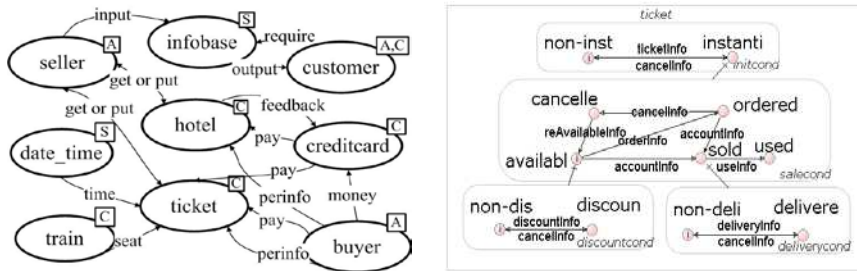 input
S
infobase
A
seller
require
A,C
output
customer
get or put
get or put
C
feedback
hotel
C
S
pay
creditcard
date_time
pay
C
time
perinfo
money
ticket
C
pay
A
train
seat
buyer
perinfo
ticket
non-inst
instanti
ticketInfo
cancelInfo
initcond
cancelle
ordered
cancelInfo
reAvailableInfo
accountInfo
orderInfo
availabl
sold
used
accountInfo
useInfo
salecond
non-dis
discoun
discountInfo
cancelInfo
discountcond
non-deli
delivere
deliveryInfo
cancelInfo
deliverycond